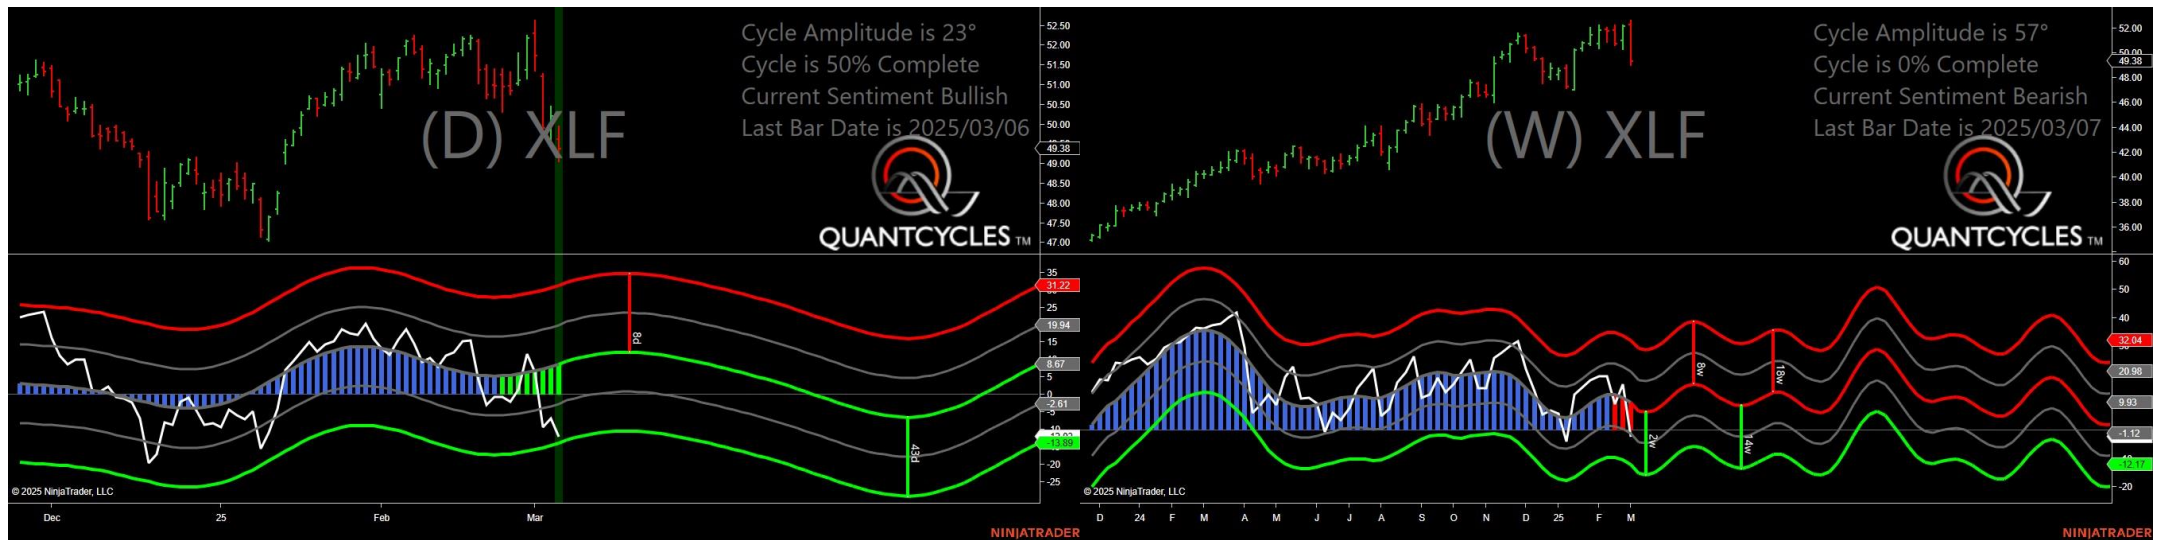 Cycle Amplitude is 23°
Cycle is 50% Complete
Current Sentiment Bullish
Last Bar Date is 2025/03/06
(D) XLF
QUANTCYCLES TM
52.50
52.00
51.50
51.00
50.50
50.00
49.38
49.00
48.50
48.00
47.50
47.00
35
31.22
25
19.94
15
8.67
5
0
-2.61
-5
-13.89
-20
-25
8d
43d
© 2025 NinjaTrader, LLC
Dec
25
Feb
Mar
NINJATRADER
Cycle Amplitude is 57°
Cycle is 0% Complete
Current Sentiment Bearish
Last Bar Date is 2025/03/07
(W) XLF
QUANTCYCLES TM
52.00
50.00
49.38
48.00
46.00
44.00
42.00
40.00
38.00
36.00
60
50
40
32.04
20.98
9.93
-1.12
-12.17
-20
8w
18w
2w
14w
© 2025 NinjaTrader, LLC
D 24 F M A M J J A S O N D 25 F M
NINJATRADER